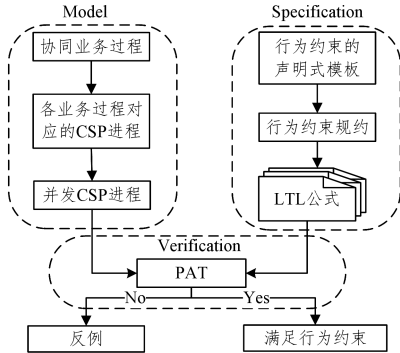 Model
Specification
协同业务过程
行为约束的
声明式模板
各业务过程对
应的CSP进程
行为约束规约
并发CSP进程
LTL公式
Verification
PAT
No
Yes
反例
满足行为约束